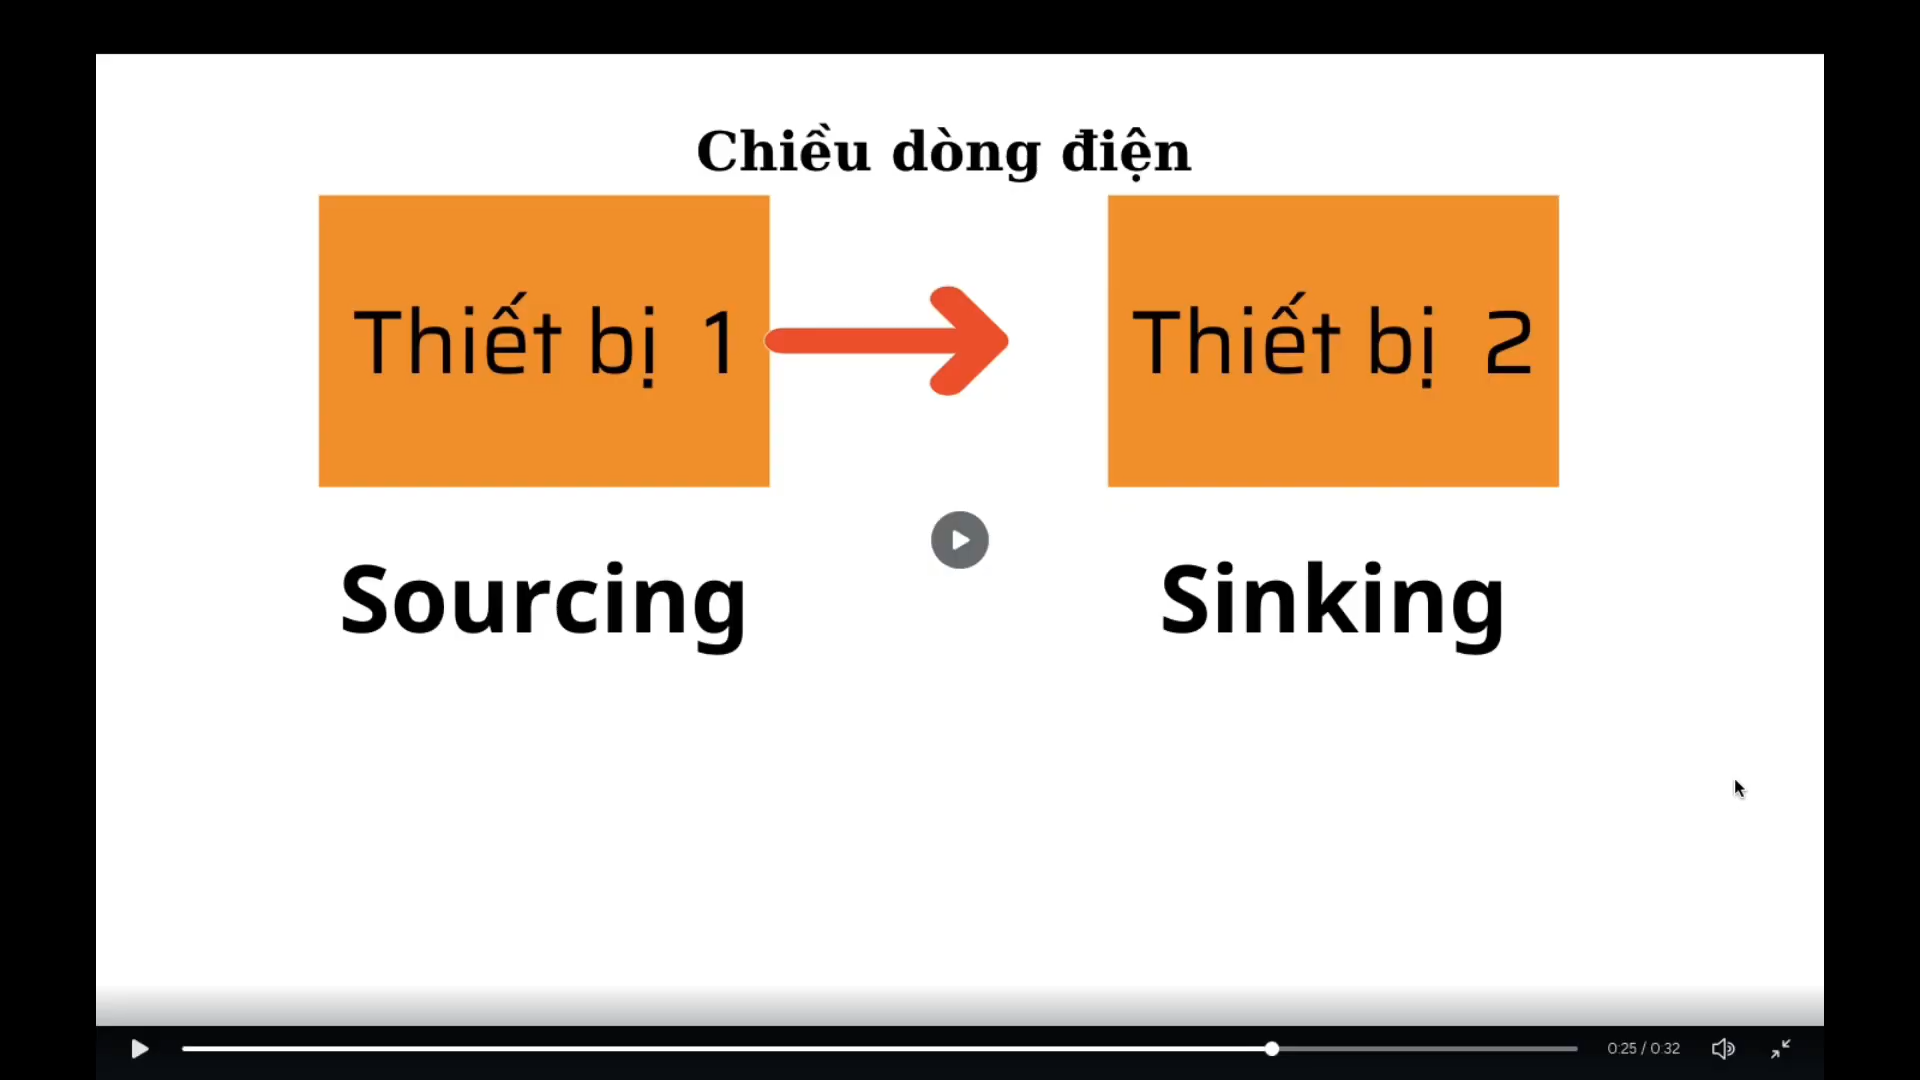 Chiều dòng điện
Thiết bị 1
Thiết bị 2
Sourcing
Sinking
0:25 / 0:32